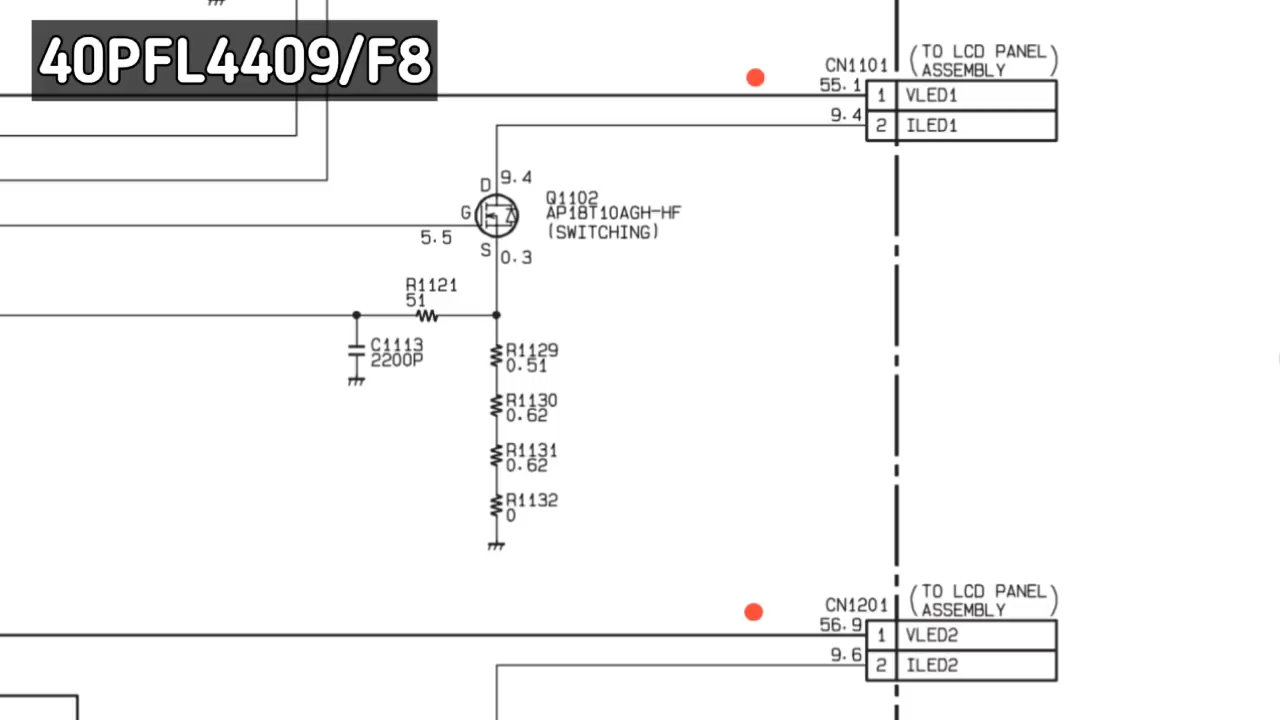 40PFL4409/F8
CN1101
(TO LCD PANEL
ASSEMBLY)
55.1
1 VLED1
9.4
2 ILED1
D 9.4
G
5.5
S 0.3
Q1102
AP18T10AGH-HF
(SWITCHING)
R1121
51
C1113
2200P
R1129
0.51
R1130
0.62
R1131
0.62
R1132
0
CN1201
(TO LCD PANEL
ASSEMBLY)
56.9
1 VLED2
9.6
2 ILED2